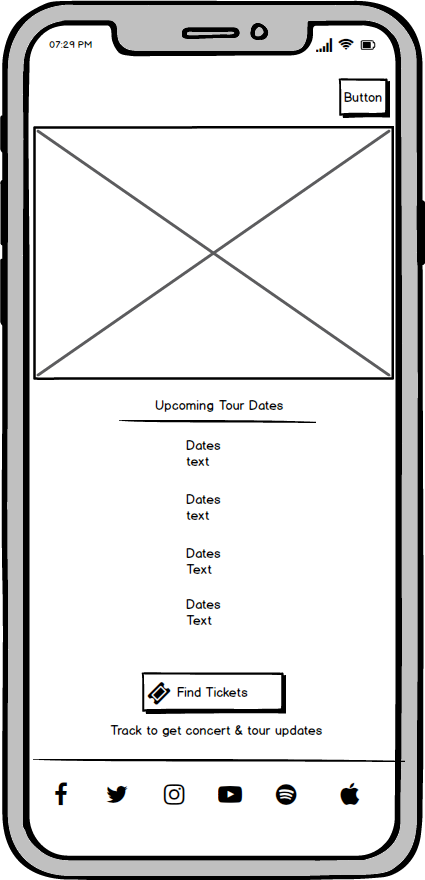 07:29 PM
Button
Upcoming Tour Dates
Dates
text
Dates
text
Dates
Text
Dates
Text
Find Tickets
Track to get concert & tour updates